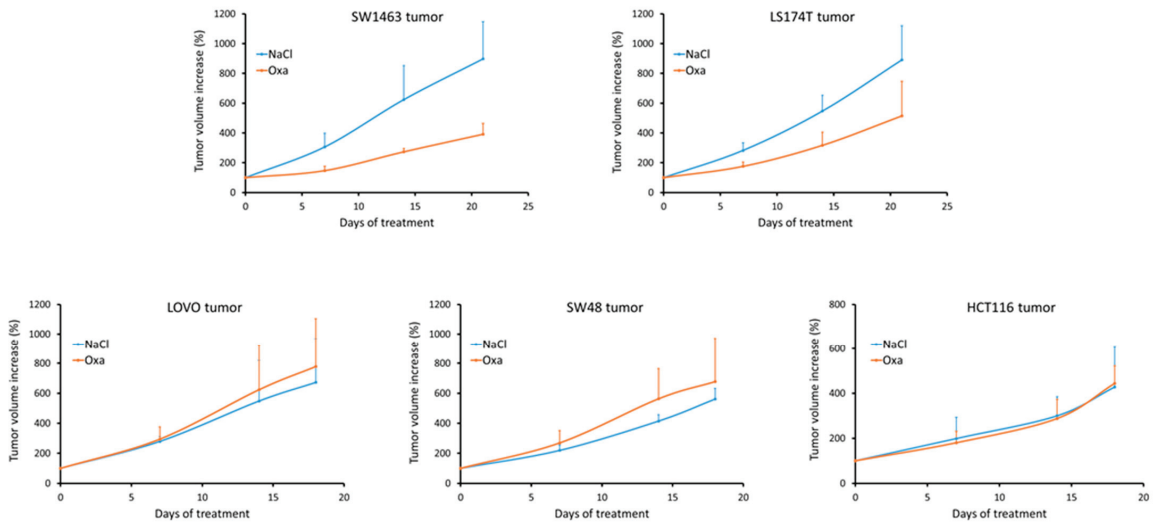 SW1463 tumor
Tumor volume increase (%)
1200
1000
800
600
400
200
0
NaCl
Oxa
0 5 10 15 20 25
Days of treatment
LS174T tumor
Tumor volume increase (%)
1200
1000
800
600
400
200
0
NaCl
Oxa
0 5 10 15 20 25
Days of treatment
LOVO tumor
Tumor volume increase (%)
1200
1000
800
600
400
200
0
NaCl
Oxa
0 5 10 15 20
Days of treatment
SW48 tumor
Tumor volume increase (%)
1200
1000
800
600
400
200
0
NaCl
Oxa
0 5 10 15 20
Days of treatment
HCT116 tumor
Tumor volume increase (%)
800
600
400
200
0
NaCl
Oxa
0 5 10 15 20
Days of treatment